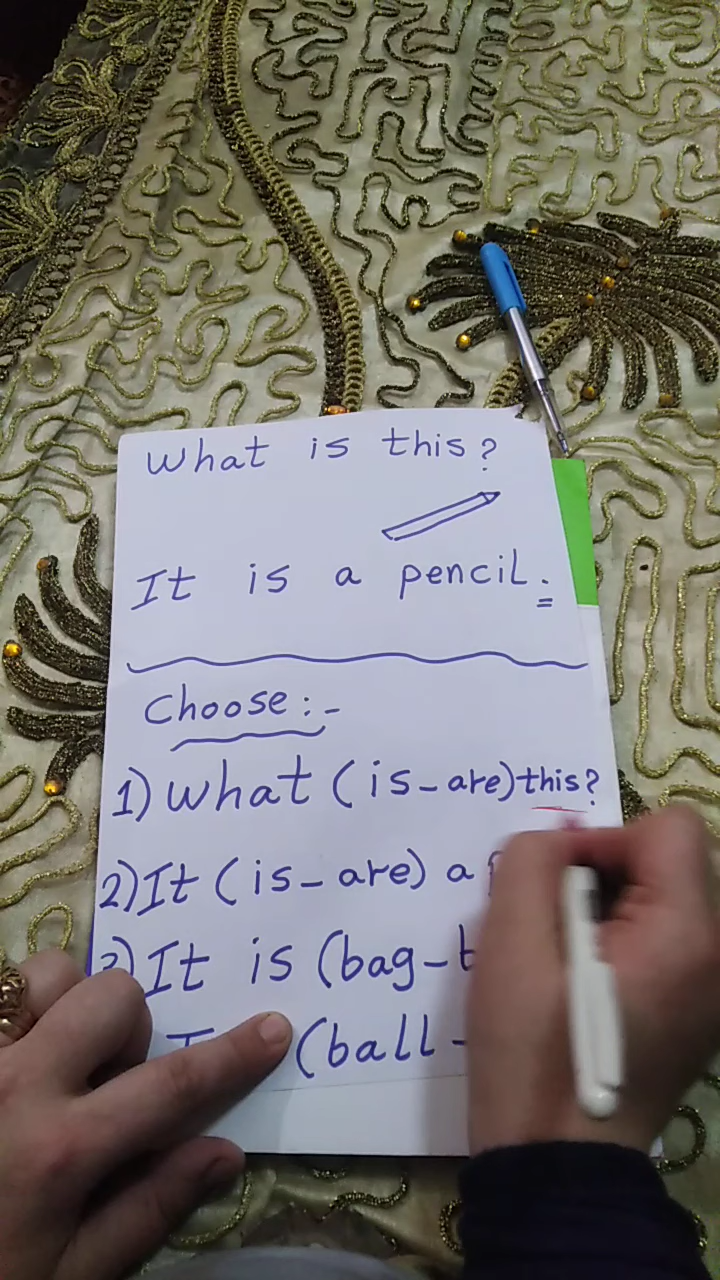 What is this?
It is a pencil.
Choose:-
1) What (is - are) this?
2) It (is - are) a
3) It is (bag -
(ball -